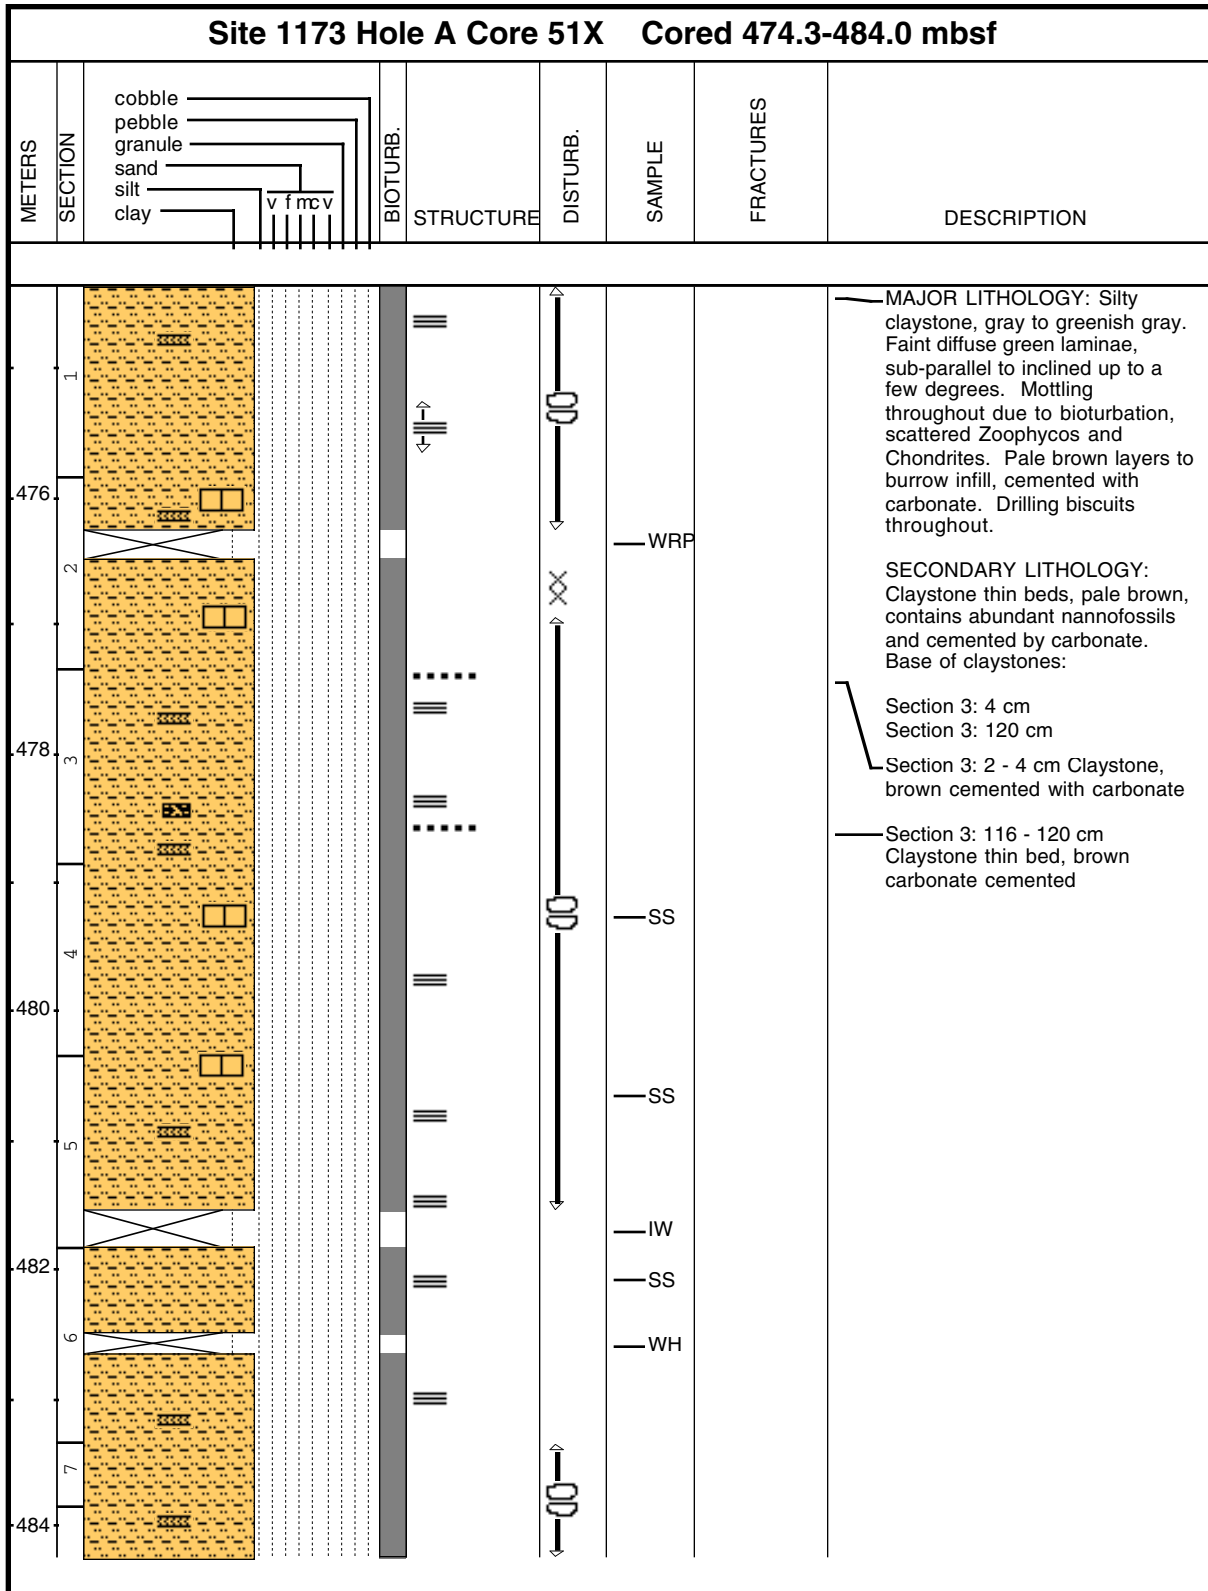 Site 1173 Hole A Core 51X Cored 474.3-484.0 mbsf
METERS
SECTION
cobble
pebble
granule
sand
silt
clay
v f m c v
BIOTURB.
STRUCTURE
DISTURB.
SAMPLE
FRACTURES
DESCRIPTION
MAJOR LITHOLOGY: Silty
claystone, gray to greenish gray.
Faint diffuse green laminae,
sub-parallel to inclined up to a
few degrees. Mottling
throughout due to bioturbation,
scattered Zoophycos and
Chondrites. Pale brown layers to
burrow infill, cemented with
carbonate. Drilling biscuits
throughout.
SECONDARY LITHOLOGY:
Claystone thin beds, pale brown,
contains abundant nannofossils
and cemented by carbonate.
Base of claystones:
Section 3: 4 cm
Section 3: 120 cm
Section 3: 2 - 4 cm Claystone,
brown cemented with carbonate
Section 3: 116 - 120 cm
Claystone thin bed, brown
carbonate cemented
1
476
2
WRP
478
3
4
SS
480
SS
5
IW
482
SS
6
WH
7
484